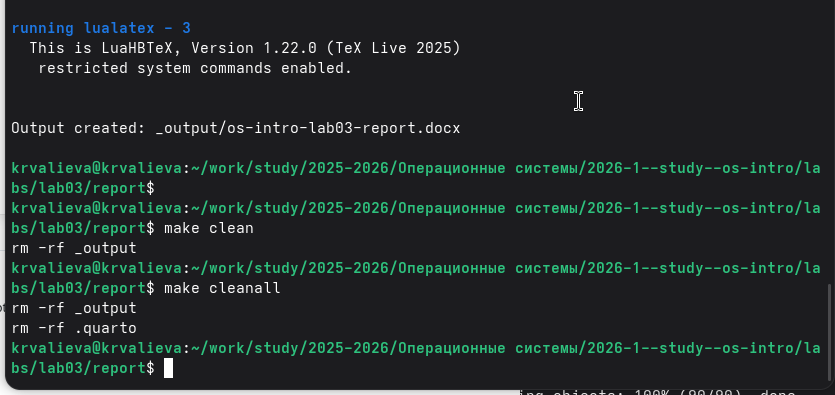 running lualatex - 3
This is LuaHBTeX, Version 1.22.0 (TeX Live 2025)
restricted system commands enabled.
Output created: _output/os-intro-lab03-report.docx
krvalieva@krvalieva:~/work/study/2025-2026/Операционные системы/2026-1--study--os-intro/la
bs/lab03/report$
krvalieva@krvalieva:~/work/study/2025-2026/Операционные системы/2026-1--study--os-intro/la
bs/lab03/report$ make clean
rm -rf _output
krvalieva@krvalieva:~/work/study/2025-2026/Операционные системы/2026-1--study--os-intro/la
bs/lab03/report$ make cleanall
rm -rf _output
rm -rf .quarto
krvalieva@krvalieva:~/work/study/2025-2026/Операционные системы/2026-1--study--os-intro/la
bs/lab03/report$